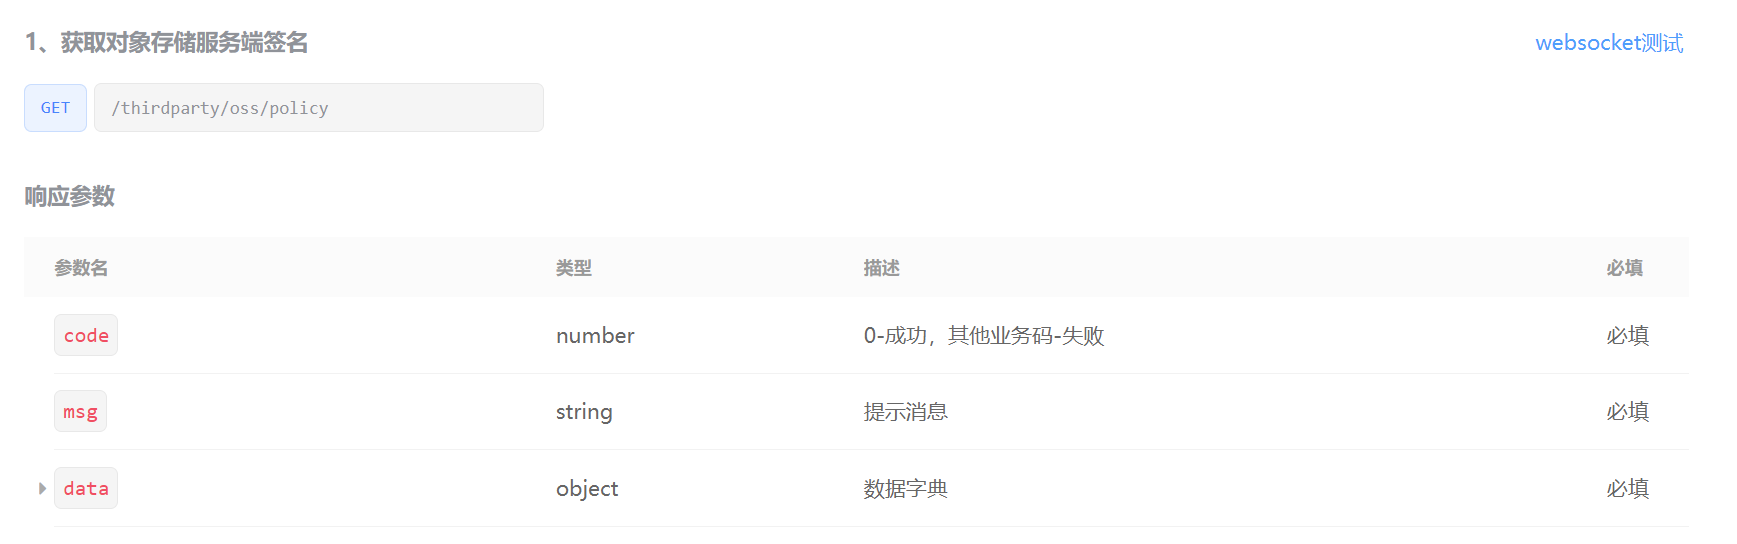 1、获取对象存储服务端签名
websocket测试
GET /thirdparty/oss/policy
响应参数
参数名 类型 描述 必填
code number 0-成功，其他业务码-失败 必填
msg string 提示消息 必填
data object 数据字典 必填